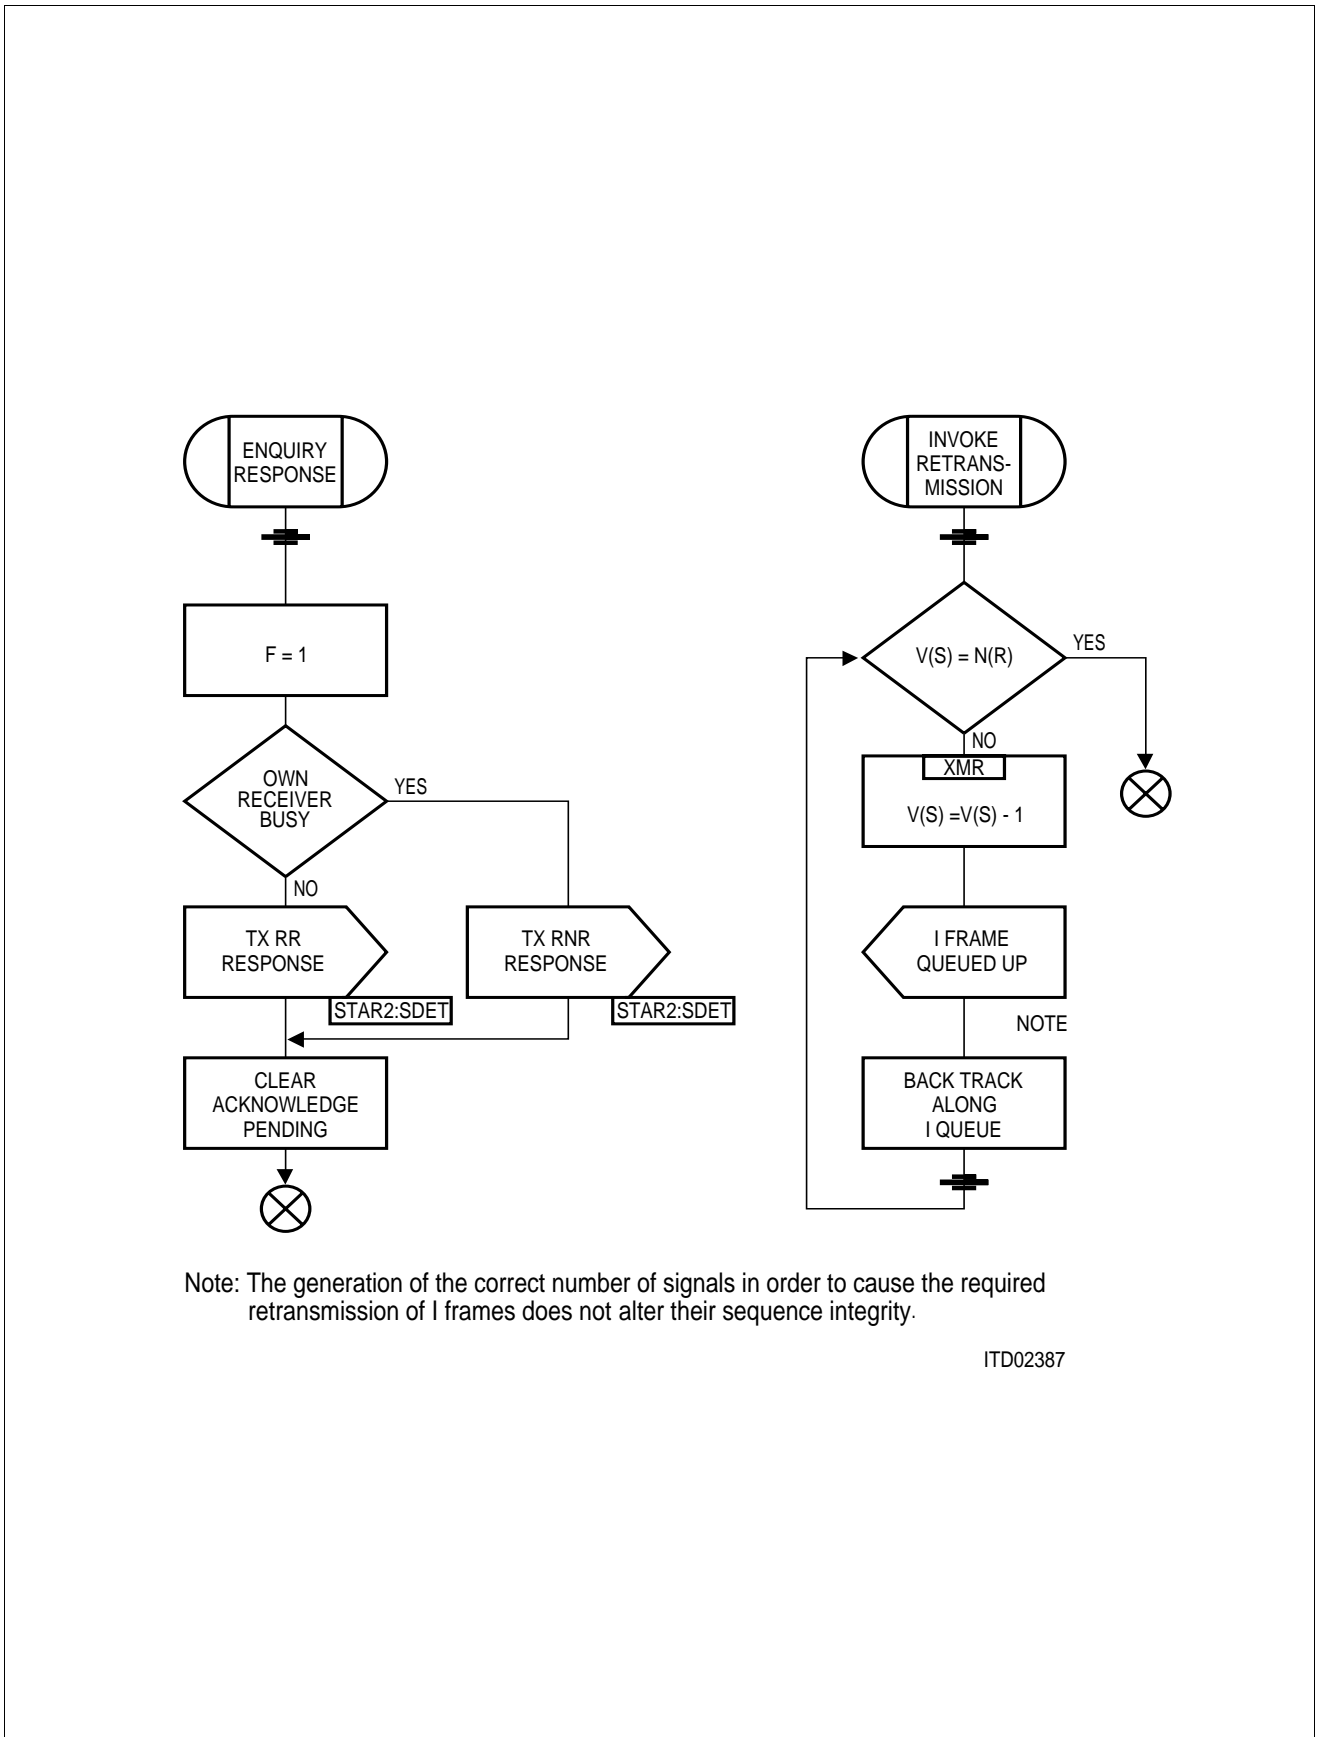 ENQUIRY
RESPONSE
F = 1
OWN
RECEIVER
BUSY
YES
NO
TX RR
RESPONSE
STAR2:SDET
TX RNR
RESPONSE
STAR2:SDET
CLEAR
ACKNOWLEDGE
PENDING
INVOKE
RETRANS-
MISSION
V(S) = N(R)
YES
NO
XMR
V(S) =V(S) - 1
I FRAME
QUEUED UP
NOTE
BACK TRACK
ALONG
I QUEUE
Note: The generation of the correct number of signals in order to cause the required
retransmission of I frames does not alter their sequence integrity.
ITD02387